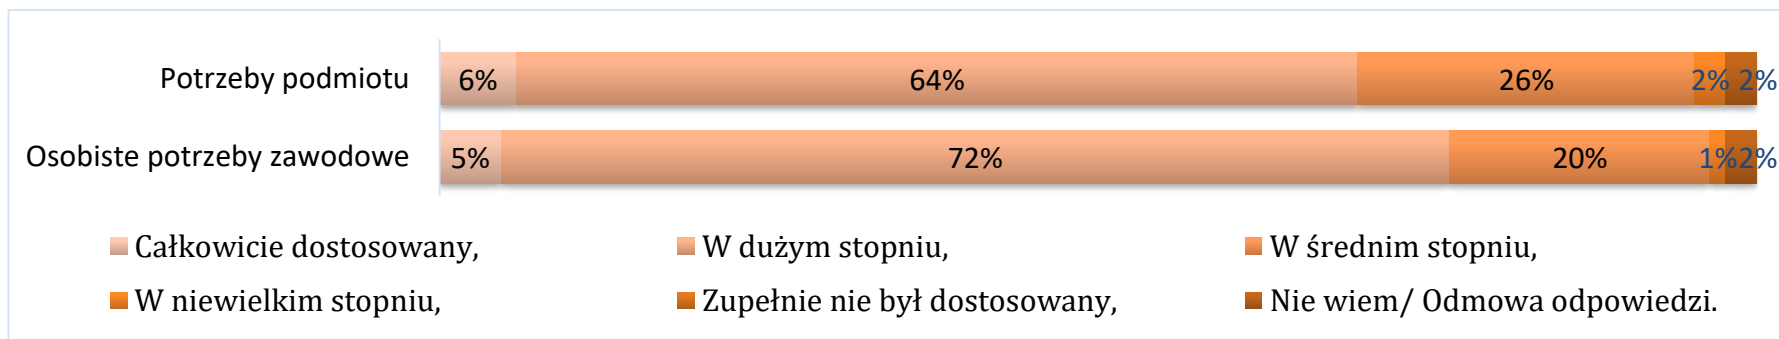 Potrzeby podmiotu 6% 64% 26% 2% 2%
Osobiste potrzeby zawodowe 5% 72% 20% 1% 2%
Całkowicie dostosowany, W dużym stopniu, W średnim stopniu,
W niewielkim stopniu, Zupełnie nie był dostosowany, Nie wiem/ Odmowa odpowiedzi.